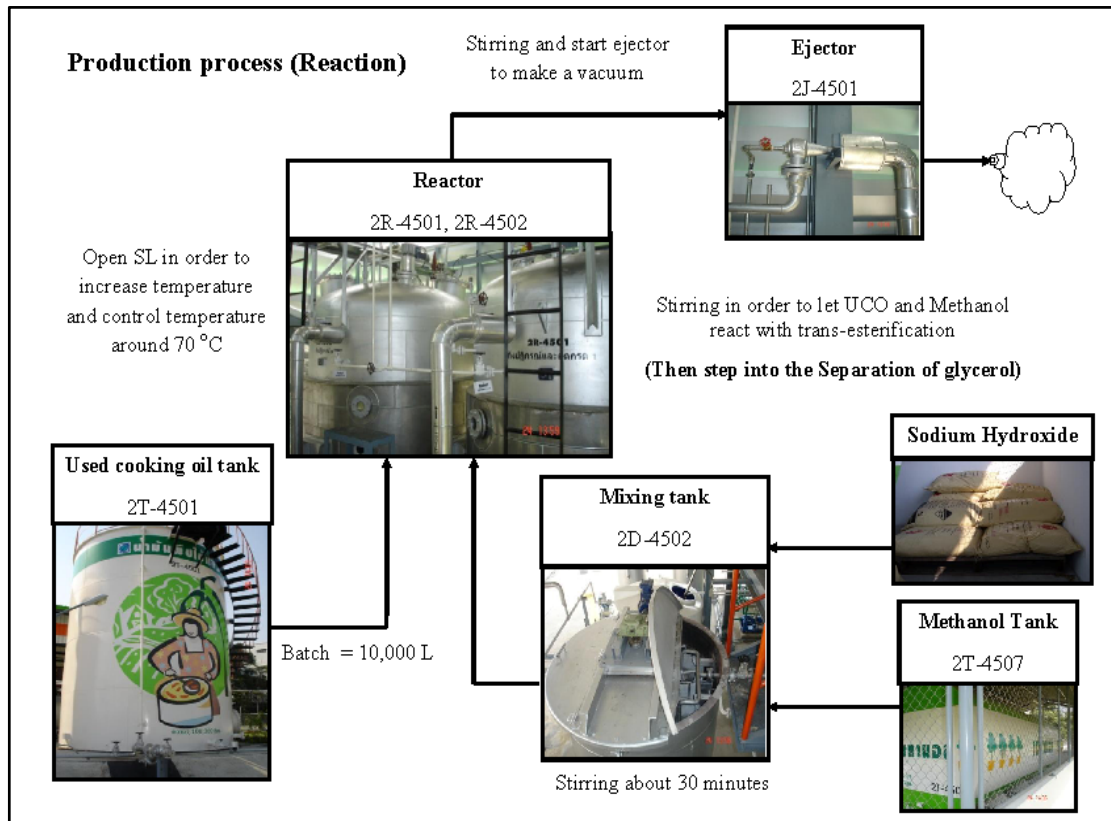 Production process (Reaction)
Stirring and start ejector
to make a vacuum
Ejector
2J-4501
Reactor
2R-4501, 2R-4502
2R-4501
Open SL in order to
increase temperature
and control temperature
around 70 °C
Stirring in order to let UCO and Methanol
react with trans-esterification
(Then step into the Separation of glycerol)
Used cooking oil tank
2T-4501
Batch = 10,000 L
Mixing tank
2D-4502
Stirring about 30 minutes
Sodium Hydroxide
Methanol Tank
2T-4507